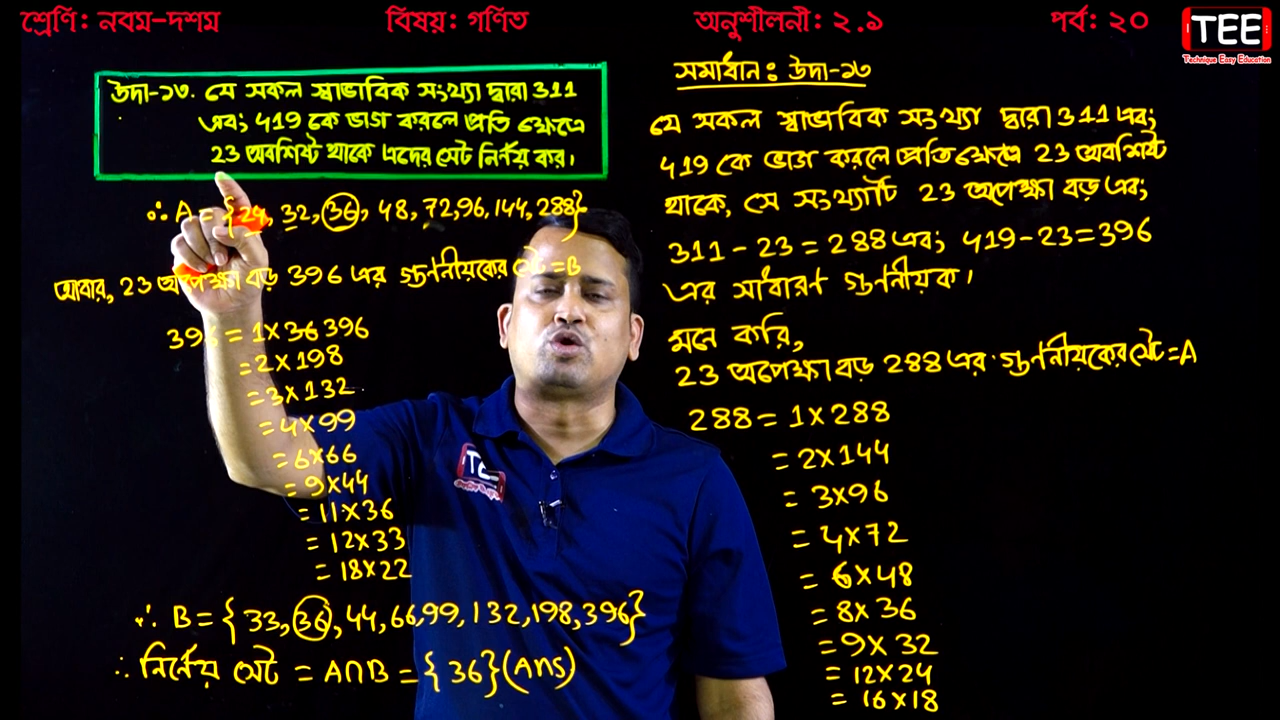 শ্রেণি: নবম-দশম
বিষয়: গণিত
অনুশীলনী: ২.১
পর্ব: ২০
TEE
Technique Easy Education
উদা-১৩. যে সকল স্বাভাবিক সংখ্যা দ্বারা 311
এবং 419 কে ভাগ করলে প্রতি ক্ষেত্রে
23 অবশিষ্ট থাকে এদের সেট নির্ণয় কর।
∴ A = {24, 32, 36, 48, 72, 96, 144, 288}
আবার, 23 অপেক্ষা বড় 396 এর গুণনীয়কের সেট = B
396 = 1×36 396
= 2×198
= 3×132
= 4×99
= 6×66
= 9×44
= 11×36
= 12×33
= 18×22
∴ B = {33, 36, 44, 66, 99, 132, 198, 396}
∴ নির্নেয় সেট = A∩B = {36} (Ans)
সমাধান: উদা-১৩
যে সকল স্বাভাবিক সংখ্যা দ্বারা 311 এবং
419 কে ভাগ করলে প্রতিক্ষেত্রে 23 অবশিষ্ট
থাকে, সে সংখ্যাটি 23 অপেক্ষা বড় এবং
311 - 23 = 288 এবং 419 - 23 = 396
এর সাধারণ গুণনীয়ক।
মনে করি,
23 অপেক্ষা বড় 288 এর গুণনীয়কের সেট = A
288 = 1×288
= 2×144
= 3×96
= 4×72
= 6×48
= 8×36
= 9×32
= 12×24
= 16×18